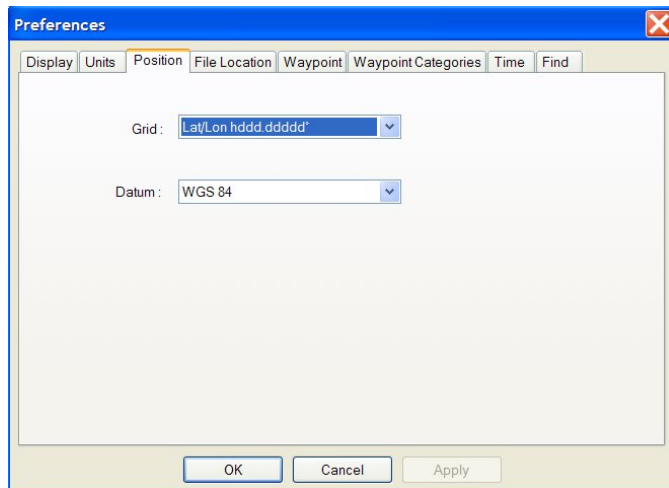 Preferences
Display Units Position File Location Waypoint Waypoint Categories Time Find
Grid : Lat/Lon hddd.ddddd°
Datum : WGS 84
OK Cancel Apply